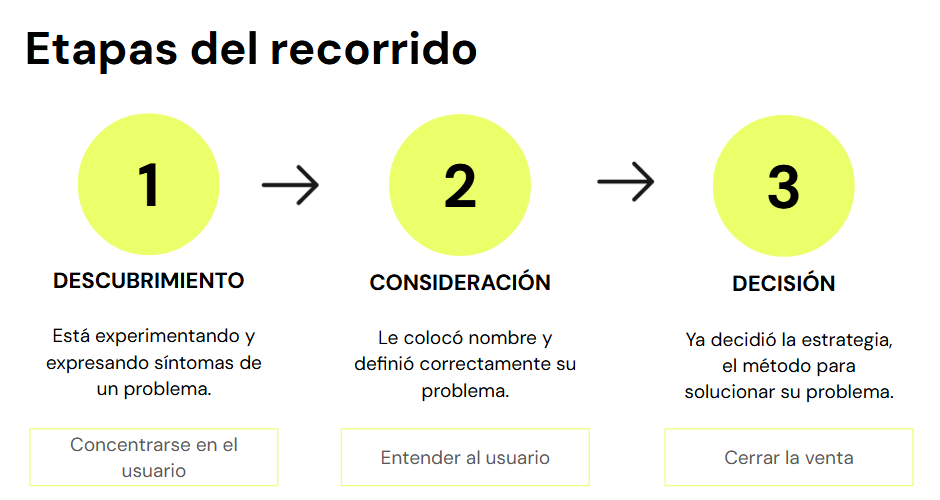 Etapas del recorrido
1
2
3
DESCUBRIMIENTO
CONSIDERACIÓN
DECISIÓN
Está experimentando y
expresando síntomas de
un problema.
Le colocó nombre y
definió correctamente su
problema.
Ya decidió la estrategia,
el método para
solucionar su problema.
Concentrarse en el
usuario
Entender al usuario
Cerrar la venta